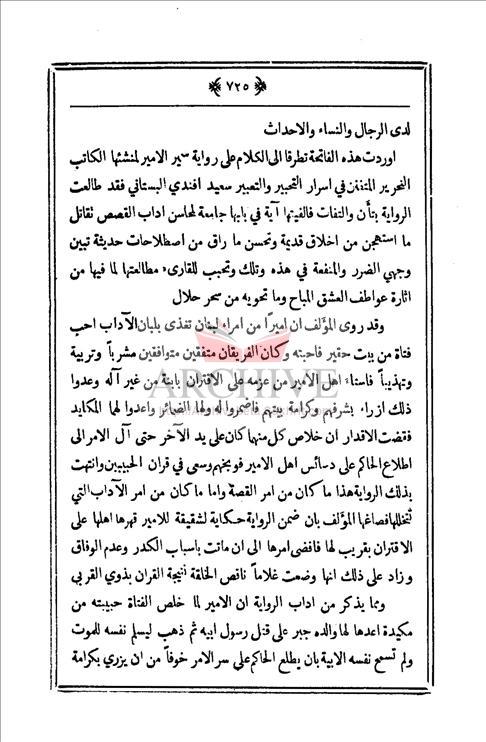 ٧٢٥
لدى الرجال والنساء والاحداث
اوردت هذه الفاتحة تطرقا الى الكلام على رواية سمير الامير لمنشئها الكاتب
النحرير المتفنن في اسرار التحبير والتعبير سعيد افندي البستاني فقد طالعت
الرواية بتأن والتفات فالفيتها آية في بابها جامعة لمحاسن اداب القصص تقاتل
ما استهجن من اخلاق قديمة وتحسن ما راق من اصطلاحات حديثة تبين
وجهي الضرر والمنفعة في هذه وتلك وتحبب للقارىء مطالعتها لما فيها من
اثارة عواطف العشق المباح وما تحويه من سحر حلال
وقد روى المؤلف ان اميرًا من امراء لبنان تغذى بلبان الآداب احب
فتاة من بيت حقير فاحبته وكان الفريقان متفقين متوافقين مشرباً وتربية
وتهذيباً فاستاء اهل الامير من عزمه على الاقتران بابنة من غير آله وعدوا
ذلك ازراء بشرفهم وكرامة بيتهم فاضمروا له ولها الضمائر واعدوا لهما المكايد
فقضت الاقدار ان خلاص كل منهما كان على يد الآخر حتى آل الامر الى
اطلاع الحاكم على دسائس اهل الامير فوبخهم وسعى في قران الحبيبين وانتهت
بذلك الرواية هذا ما كان من امر القصة واما ما كان من امر الآداب التي
تتخللها فصاغها المؤلف بان ضمن الرواية حكاية لشقيقة للامير قهرها اهلها على
الاقتران بقريب لها فافضى امرها الى ان ماتت باسباب الكدر وعدم الوفاق
وزاد على ذلك انها وضعت غلاماً ناقص الخلقة نتيجة القران بذوي القربى
ومما يذكر من اداب الرواية ان الامير لما خلص الفتاة حبيبته من
مكيدة اعدها لها والده جبر على قتل رسول ابيه ثم ذهب ليسلم نفسه للموت
ولم تسمح نفسه الابية بان يطلع الحاكم على سر الامر خوفاً من ان يزري بكرامة
ARCHIVE